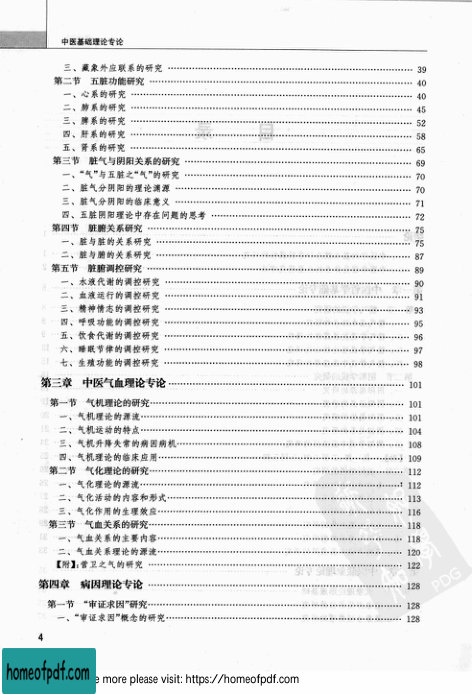 中医基础理论专论
三、藏象外应联系的研究 …… 39
第二节 五脏功能研究 …… 40
一、心系的研究 …… 40
二、肺系的研究 …… 45
三、脾系的研究 …… 52
四、肝系的研究 …… 58
五、肾系的研究 …… 65
第三节 脏气与阴阳关系的研究 …… 69
一、“气”与五脏之“气”的研究 …… 70
二、脏气分阴阳的理论溯源 …… 70
三、脏气分阴阳的临床意义 …… 71
四、五脏阴阳理论中存在问题的思考 …… 72
第四节 脏腑关系研究 …… 75
一、脏与脏的关系研究 …… 75
二、脏与腑的关系研究 …… 87
第五节 脏腑调控研究 …… 89
一、水液代谢的调控研究 …… 90
二、血液运行的调控研究 …… 91
三、精神情志的调控研究 …… 93
四、呼吸功能的调控研究 …… 95
五、饮食代谢的调控研究 …… 96
六、睡眠节律的调控研究 …… 97
七、生殖功能的调控研究 …… 98
第三章 中医气血理论专论 …… 101
第一节 气机理论的研究 …… 101
一、气机理论的源流 …… 101
二、气机运动的特点 …… 104
三、气机升降失常的病因病机 …… 108
四、气机理论的临床应用 …… 109
第二节 气化理论的研究 …… 112
一、气化理论的源流 …… 112
二、气化活动的内容和形式 …… 113
三、气化作用的生理效应 …… 116
第三节 气血关系的研究 …… 118
一、气血关系的主要内容 …… 118
二、气血关系理论的源流 …… 120
【附】：营卫之气的研究 …… 122
第四章 病因理论专论 …… 128
第一节 “审证求因”研究 …… 128
一、“审证求因”概念的研究 …… 128
4
homeofpdf.com
e more please visit: https://homeofpdf.com
PDG